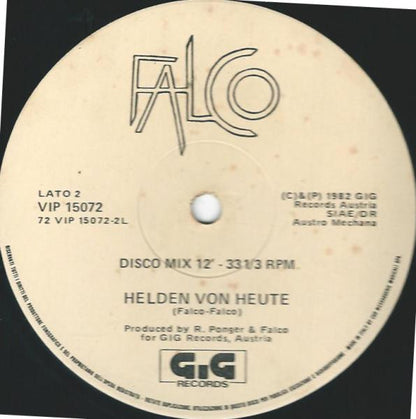 FALCO
LATO 2
VIP 15072
72 VIP 15072-2L
(C)&(P) 1982 GIG
Records Austria
SIAE/DR
Austro Mechana
DISCO MIX 12" - 33 1/3 RPM
HELDEN VON HEUTE
(Falco-Falco)
Produced by R. Ponger & Falco
for GIG Records, Austria
GiG
RECORDS